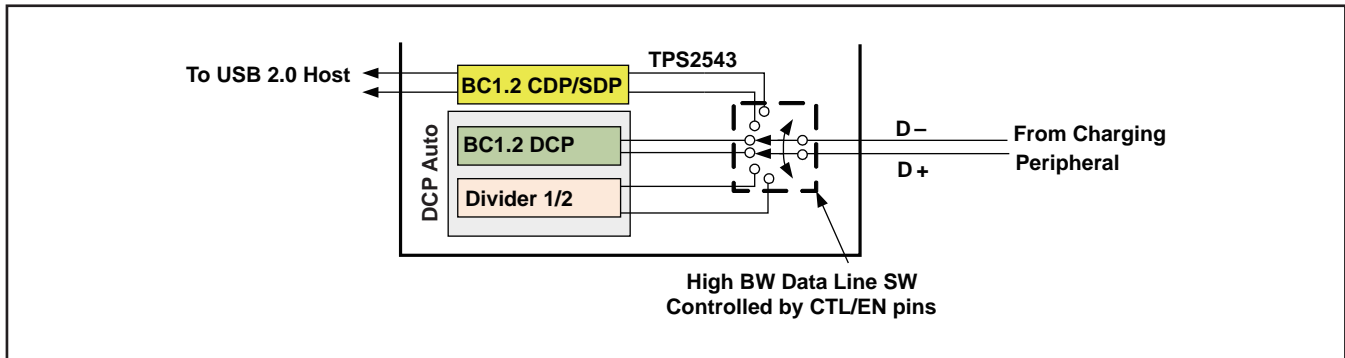 TPS2543
To USB 2.0 Host
BC1.2 CDP/SDP
DCP Auto
BC1.2 DCP
Divider 1/2
D–
D+
From Charging
Peripheral
High BW Data Line SW
Controlled by CTL/EN pins